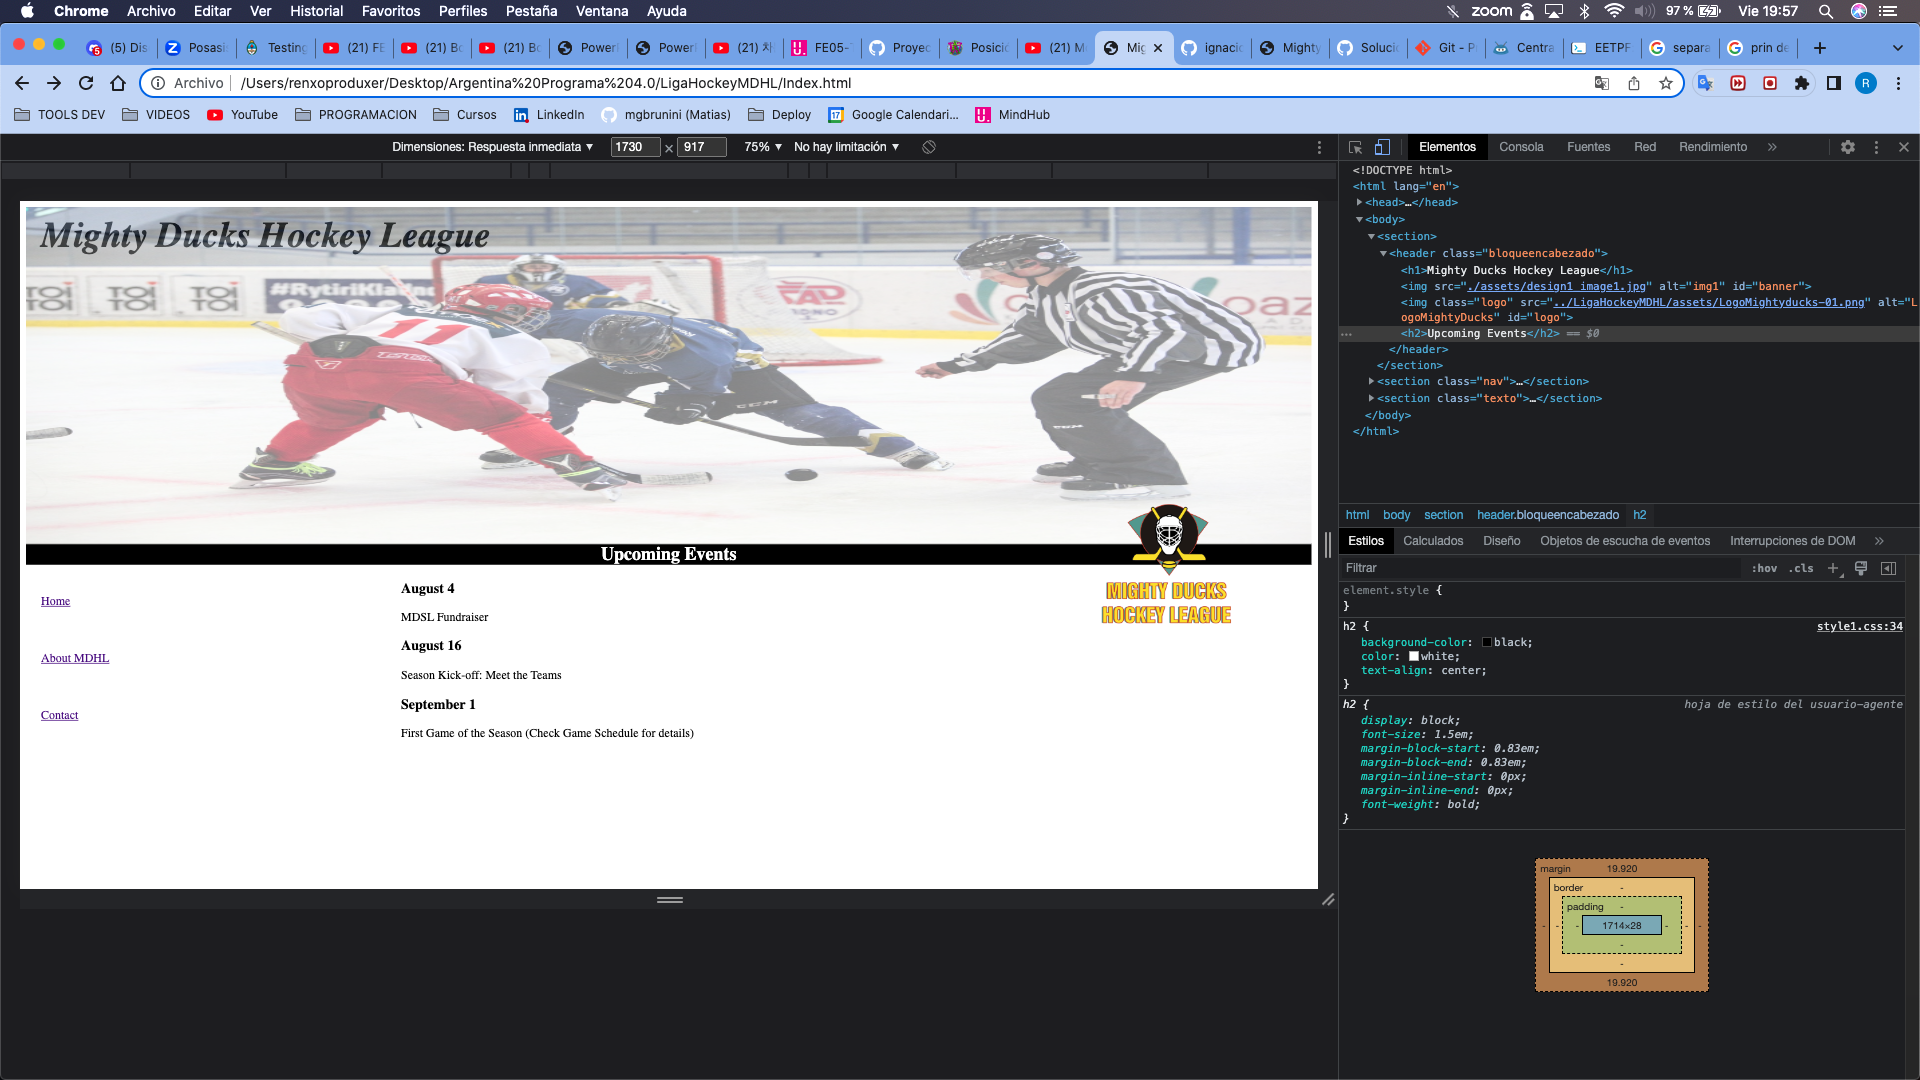 Chrome Archivo Editar Ver Historial Favoritos Perfiles Pestaña Ventana Ayuda zoom 97 % Vie 19:57
(5) Dis Posasi Testing (21) FE (21) Bo (21) Bo Power Power (21) 차 FE05- Proyec Posici (21) M Mig ignacio Mighty Soluci Git - P Centra EETPF separa prin de
Archivo /Users/renxoproduxer/Desktop/Argentina%20Programa%204.0/LigaHockeyMDHL/Index.html R
TOOLS DEV VIDEOS YouTube PROGRAMACION Cursos LinkedIn mgbrunini (Matias) Deploy Google Calendari... MindHub
Dimensiones: Respuesta inmediata 1730 × 917 75% No hay limitación
Elementos Consola Fuentes Red Rendimiento »
Mighty Ducks Hockey League
TOI TOI TOI
#RytiriKladno
11
CCM
MIGHTY DUCKS
HOCKEY LEAGUE
Upcoming Events
Home
About MDHL
Contact
August 4
MDSL Fundraiser
August 16
Season Kick-off: Meet the Teams
September 1
First Game of the Season (Check Game Schedule for details)
<!DOCTYPE html>
<html lang="en">
<head>…</head>
<body>
<section>
<header class="bloqueencabezado">
<h1>Mighty Ducks Hockey League</h1>
<img src="./assets/design1_image1.jpg" alt="img1" id="banner">
<img class="logo" src="../LigaHockeyMDHL/assets/LogoMightyducks-01.png" alt="L
ogoMightyDucks" id="logo">
… <h2>Upcoming Events</h2> == $0
</header>
</section>
<section class="nav">…</section>
<section class="texto">…</section>
</body>
</html>
html body section header.bloqueencabezado h2
Estilos Calculados Diseño Objetos de escucha de eventos Interrupciones de DOM »
Filtrar :hov .cls +
element.style {
}
h2 { style1.css:34
background-color: black;
color: white;
text-align: center;
}
h2 { hoja de estilo del usuario-agente
display: block;
font-size: 1.5em;
margin-block-start: 0.83em;
margin-block-end: 0.83em;
margin-inline-start: 0px;
margin-inline-end: 0px;
font-weight: bold;
}
margin 19.920
border -
padding -
- - - 1714×28 - - -
-
-
19.920